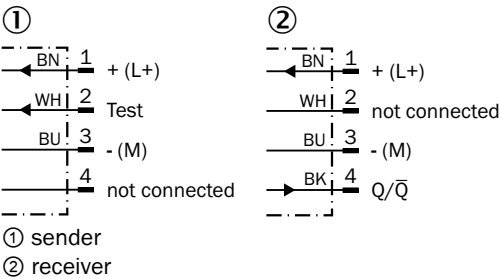 ①
BN 1 + (L+)
WH 2 Test
BU 3 - (M)
4 not connected
②
BN 1 + (L+)
WH 2 not connected
BU 3 - (M)
BK 4 Q/Q̅
① sender
② receiver